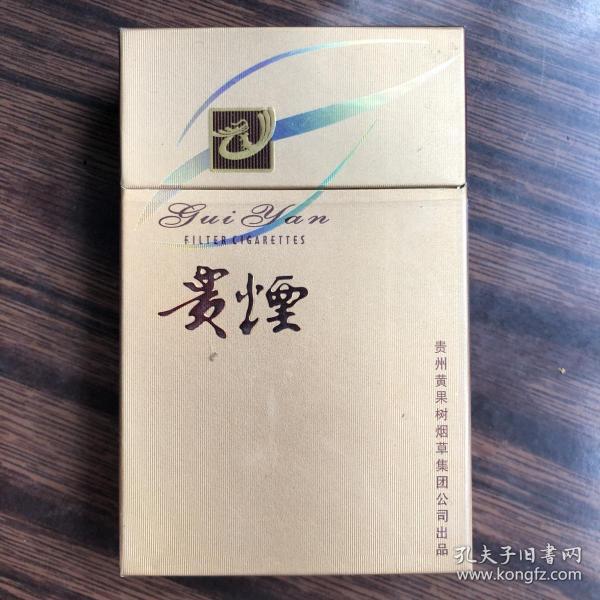 Gui Yan
FILTER CIGARETTES
贵煙
贵州黄果树烟草集团公司出品
孔夫子旧书网
www.kongfz.com